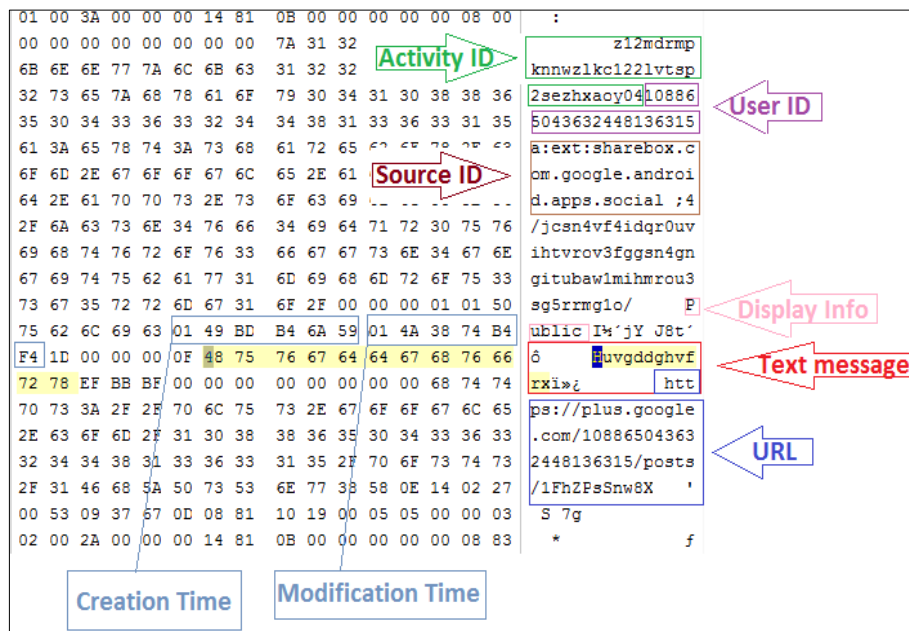 01 00 3A 00 00 00 14 81 0B 00 00 00 00 00 08 00 :
00 00 00 00 00 00 00 00 7A 31 32 z12mdrmp
Activity ID
6B 6E 6E 77 7A 6C 6B 63 31 32 32 knnwzlkc122lvtsp
32 73 65 7A 68 78 61 6F 79 30 34 31 30 38 38 36 2sezhxaoy0410886
User ID
35 30 34 33 36 33 32 34 34 38 31 33 36 33 31 35 5043632448136315
61 3A 65 78 74 3A 73 68 61 72 65 a:ext:sharebox.c
6F 6D 2E 67 6F 6F 67 6C 65 2E 61 om.google.androi
Source ID
64 2E 61 70 70 73 2E 73 6F 63 69 d.apps.social ;4
2F 6A 63 73 6E 34 76 66 34 69 64 71 72 30 75 76 /jcsn4vf4idqr0uv
69 68 74 76 72 6F 76 33 66 67 67 73 6E 34 67 6E ihtvrov3fggsn4gn
67 69 74 75 62 61 77 31 6D 69 68 6D 72 6F 75 33 gitubaw1mihmrou3
73 67 35 72 72 6D 67 31 6F 2F 00 00 00 01 01 50 sg5rrmg1o/ P
Display Info
75 62 6C 69 63 01 49 BD B4 6A 59 01 4A 38 74 B4 ublic I½´jY J8t´
F4 1D 00 00 00 0F 48 75 76 67 64 64 67 68 76 66 ô Huvgddghvf
Text message
72 78 EF BB BF 00 00 00 00 00 00 00 00 68 74 74 rxï»¿ htt
70 73 3A 2F 2F 70 6C 75 73 2E 67 6F 6F 67 6C 65 ps://plus.google
2E 63 6F 6D 2F 31 30 38 38 36 35 30 34 33 36 33 .com/10886504363
URL
32 34 34 38 31 33 36 33 31 35 2F 70 6F 73 74 73 2448136315/posts
2F 31 46 68 5A 50 73 53 6E 77 38 58 0E 14 02 27 /1FhZPsSnw8X '
00 53 09 37 67 0D 08 81 10 19 00 05 05 00 00 03 S 7g
02 00 2A 00 00 00 14 81 0B 00 00 00 00 00 08 83 * ƒ
Creation Time
Modification Time